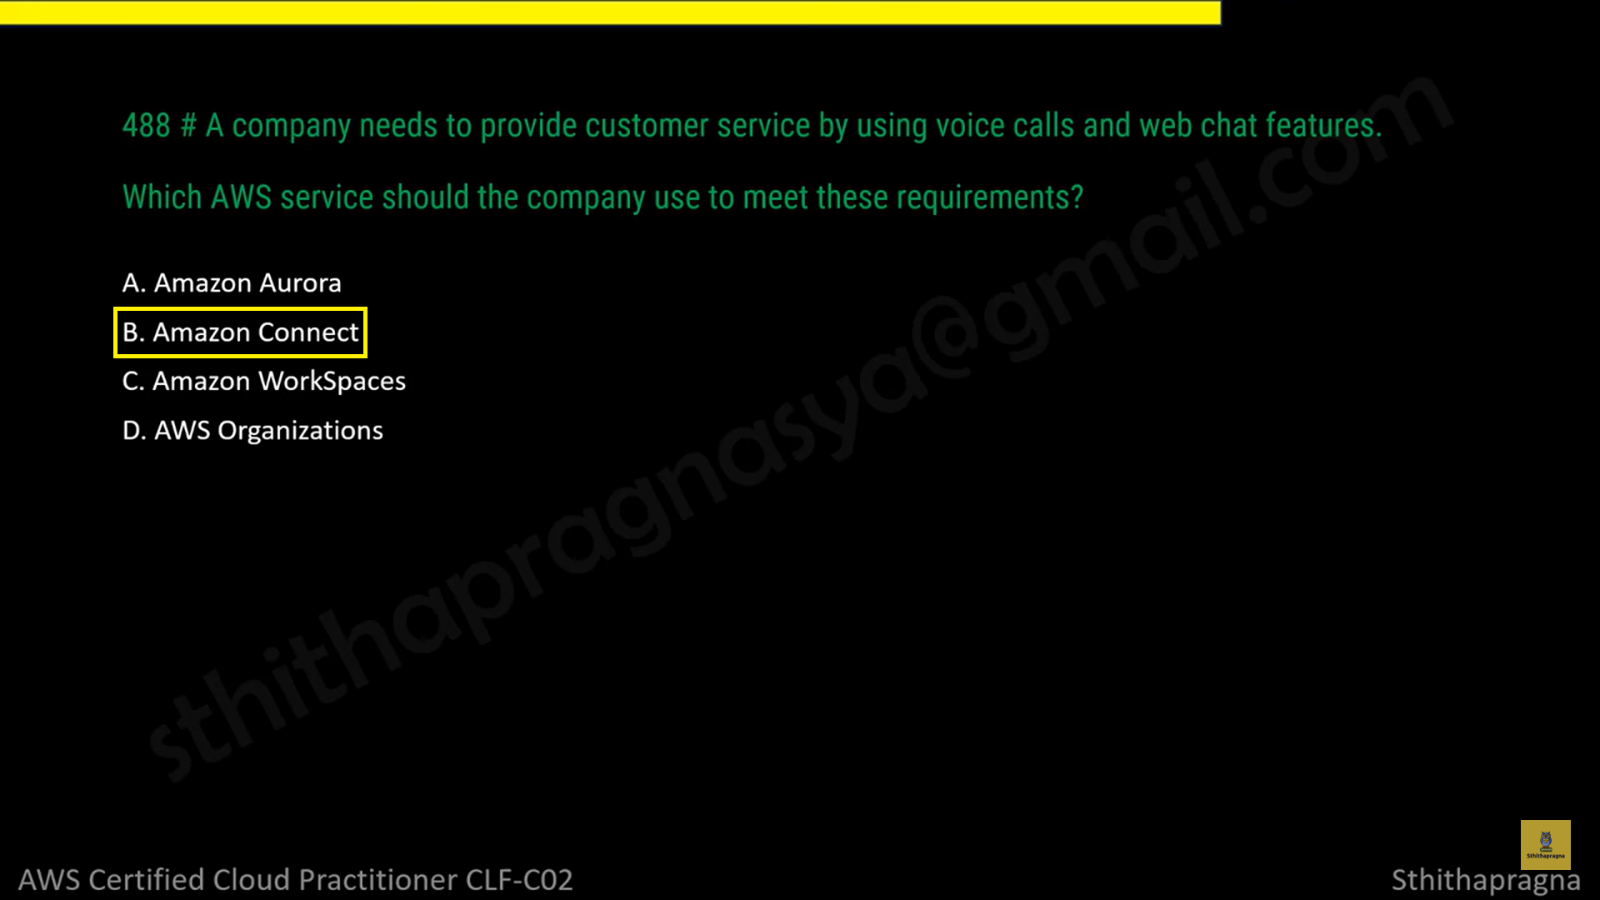 488 # A company needs to provide customer service by using voice calls and web chat features.
Which AWS service should the company use to meet these requirements?
A. Amazon Aurora
B. Amazon Connect
C. Amazon WorkSpaces
D. AWS Organizations
sthithapragnasya@gmail.com
Sthithapragna
AWS Certified Cloud Practitioner CLF-C02
Sthithapragna